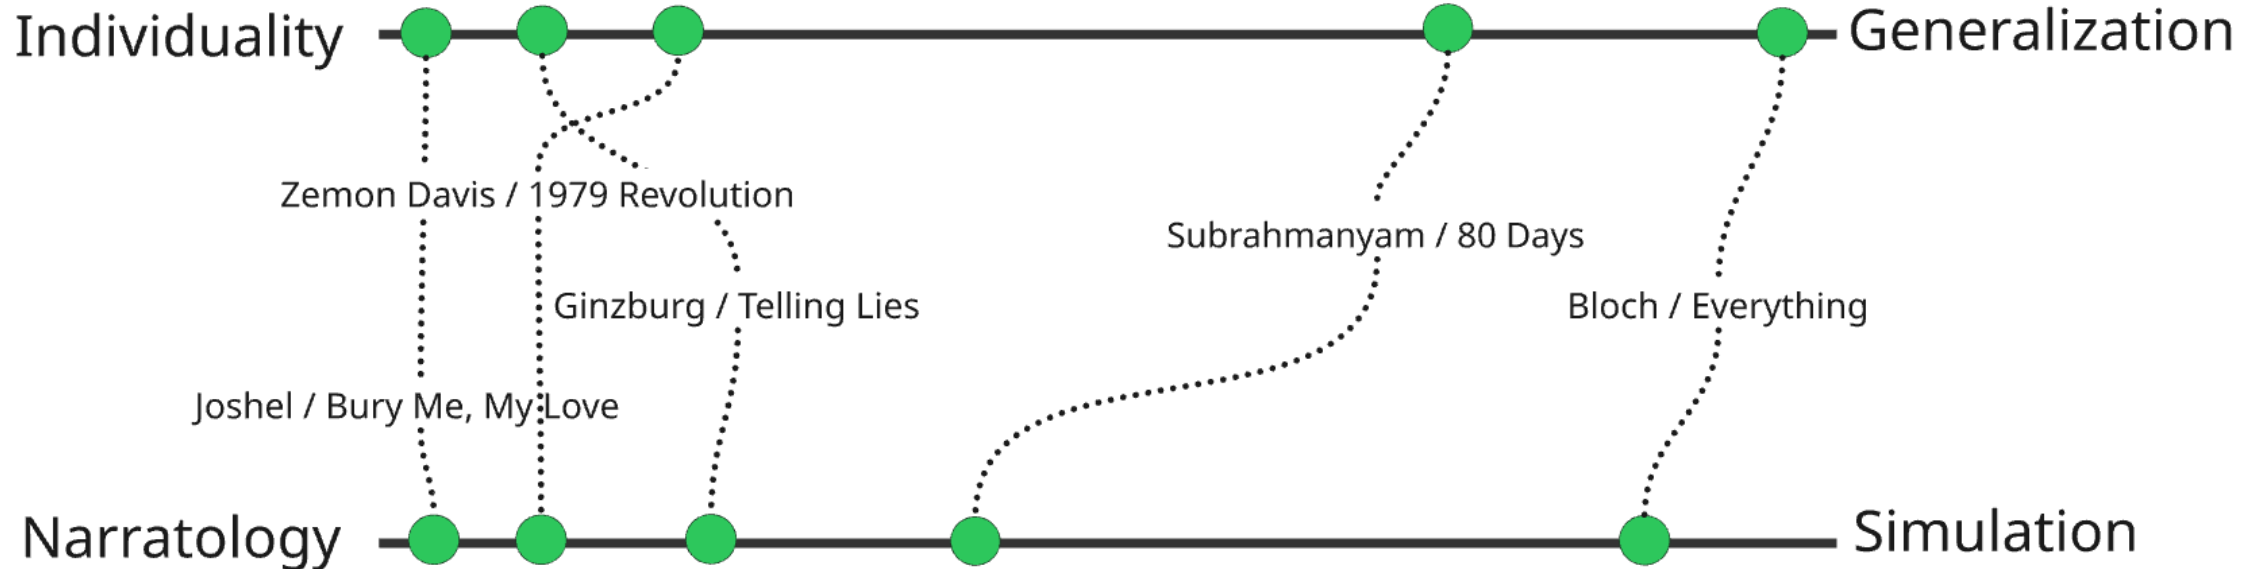 Individuality
Generalization
Zemon Davis / 1979 Revolution
Subrahmanyam / 80 Days
Ginzburg / Telling Lies
Bloch / Everything
Joshel / Bury Me, My Love
Narratology
Simulation